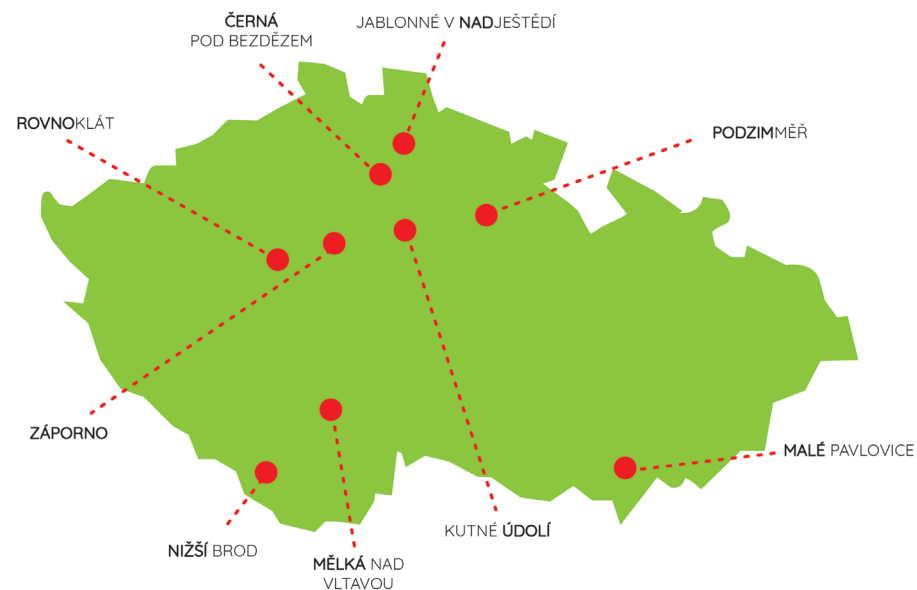 ČERNÁ
POD BEZDĚZEM
JABLONNÉ V NADJEŠTĚDÍ
ROVNOKLÁT
PODZIMMĚŘ
ZÁPORNO
MALÉ PAVLOVICE
KUTNÉ ÚDOLÍ
NIŽŠÍ BROD
MĚLKÁ NAD
VLTAVOU